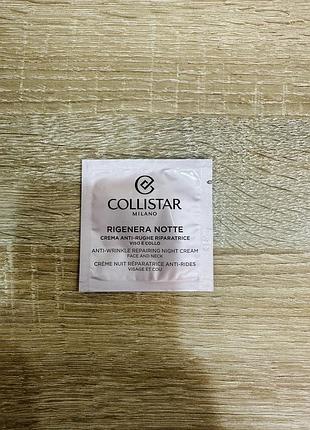 COLLISTAR
MILANO
RIGENERA NOTTE
CREMA ANTI-RUGHE RIPARATRICE
VISO E COLLO
ANTI-WRINKLE REPAIRING NIGHT CREAM
FACE AND NECK
CRÈME NUIT RÉPARATRICE ANTI-RIDES
VISAGE ET COU